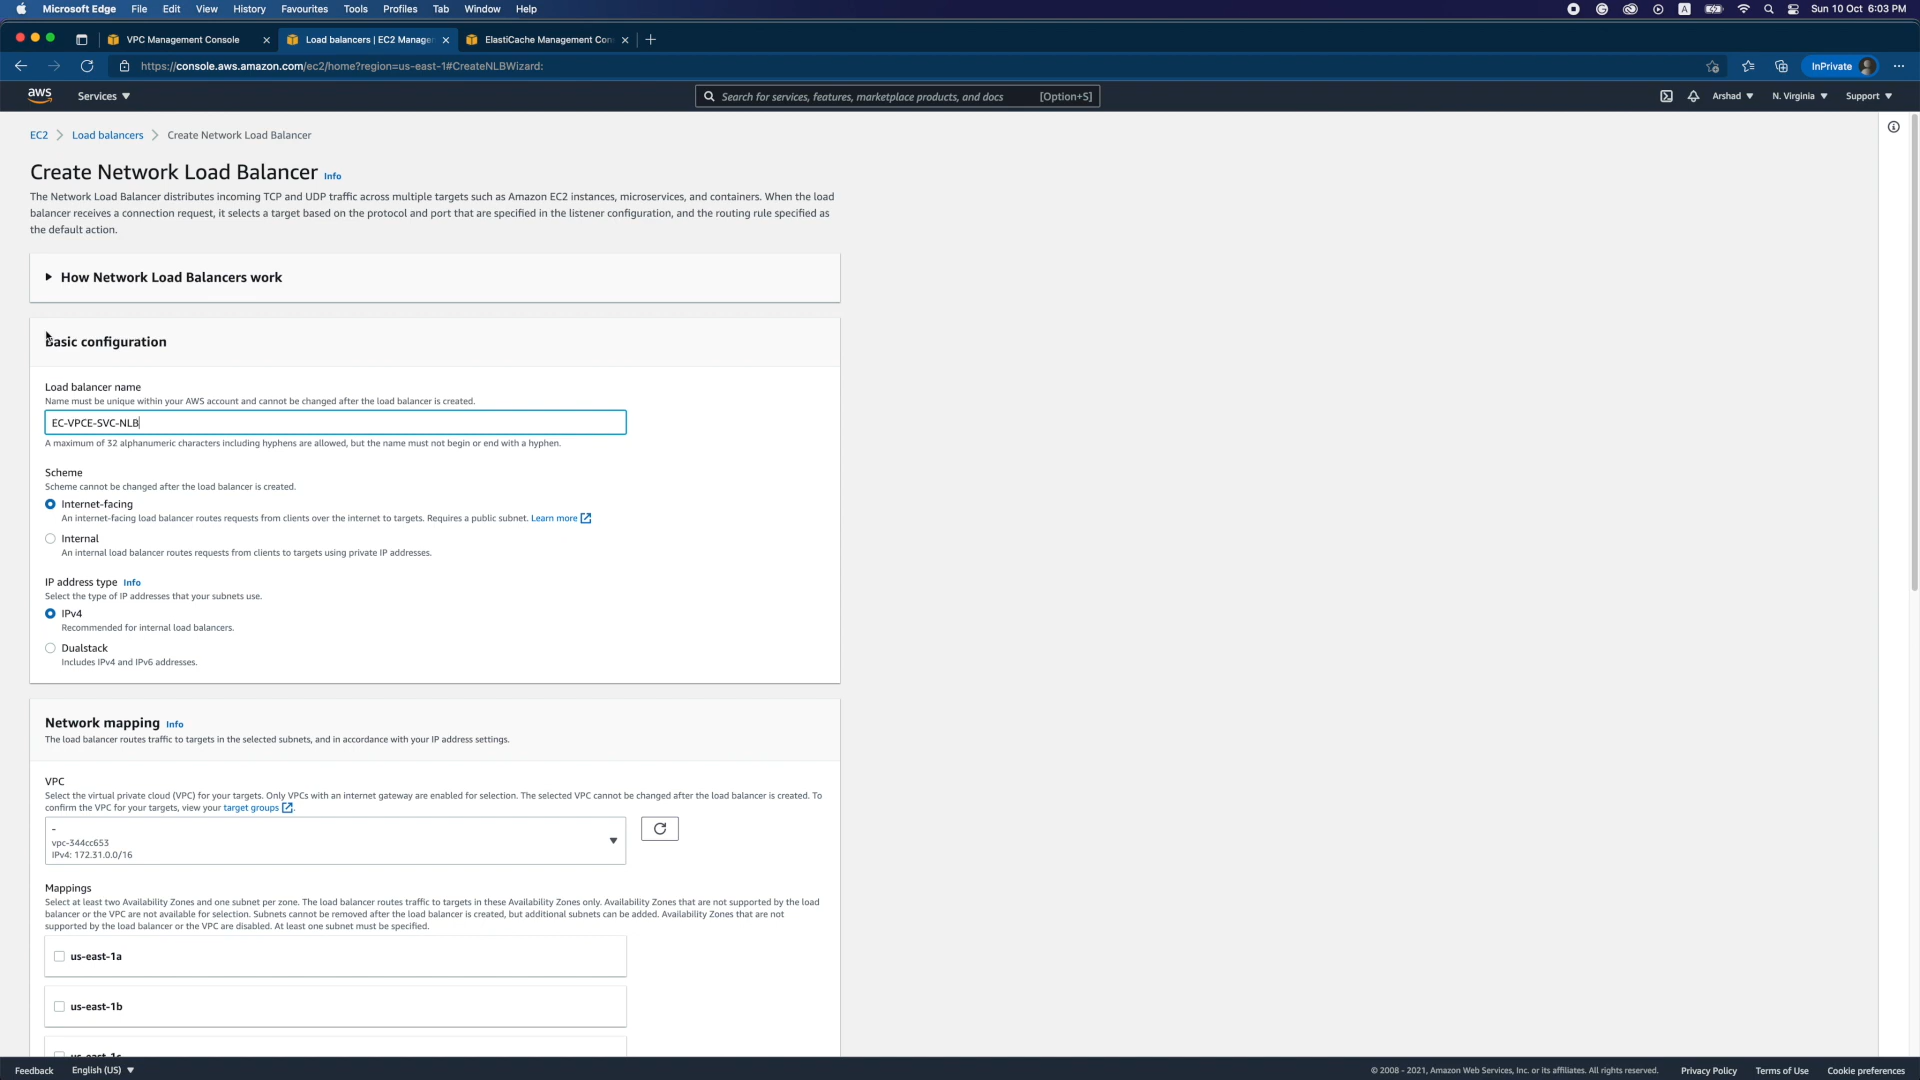 Microsoft Edge File Edit View History Favourites Tools Profiles Tab Window Help
A
Sun 10 Oct 6:03 PM
VPC Management Console
Load balancers | EC2 Manage
ElastiCache Management Con
https://console.aws.amazon.com/ec2/home?region=us-east-1#CreateNLBWizard:
InPrivate
aws
Services
Search for services, features, marketplace products, and docs [Option+S]
Arshad
N. Virginia
Support
EC2 > Load balancers > Create Network Load Balancer
Create Network Load Balancer Info
The Network Load Balancer distributes incoming TCP and UDP traffic across multiple targets such as Amazon EC2 instances, microservices, and containers. When the load
balancer receives a connection request, it selects a target based on the protocol and port that are specified in the listener configuration, and the routing rule specified as
the default action.
How Network Load Balancers work
Basic configuration
Load balancer name
Name must be unique within your AWS account and cannot be changed after the load balancer is created.
EC-VPCE-SVC-NLB
A maximum of 32 alphanumeric characters including hyphens are allowed, but the name must not begin or end with a hyphen.
Scheme
Scheme cannot be changed after the load balancer is created.
Internet-facing
An internet-facing load balancer routes requests from clients over the internet to targets. Requires a public subnet. Learn more
Internal
An internal load balancer routes requests from clients to targets using private IP addresses.
IP address type Info
Select the type of IP addresses that your subnets use.
IPv4
Recommended for internal load balancers.
Dualstack
Includes IPv4 and IPv6 addresses.
Network mapping Info
The load balancer routes traffic to targets in the selected subnets, and in accordance with your IP address settings.
VPC
Select the virtual private cloud (VPC) for your targets. Only VPCs with an internet gateway are enabled for selection. The selected VPC cannot be changed after the load balancer is created. To
confirm the VPC for your targets, view your target groups.
-
vpc-344cc653
IPv4: 172.31.0.0/16
Mappings
Select at least two Availability Zones and one subnet per zone. The load balancer routes traffic to targets in these Availability Zones only. Availability Zones that are not supported by the load
balancer or the VPC are not available for selection. Subnets cannot be removed after the load balancer is created, but additional subnets can be added. Availability Zones that are not
supported by the load balancer or the VPC are disabled. At least one subnet must be specified.
us-east-1a
us-east-1b
us-east-1c
Feedback English (US)
© 2008 - 2021, Amazon Web Services, Inc. or its affiliates. All rights reserved. Privacy Policy Terms of Use Cookie preferences